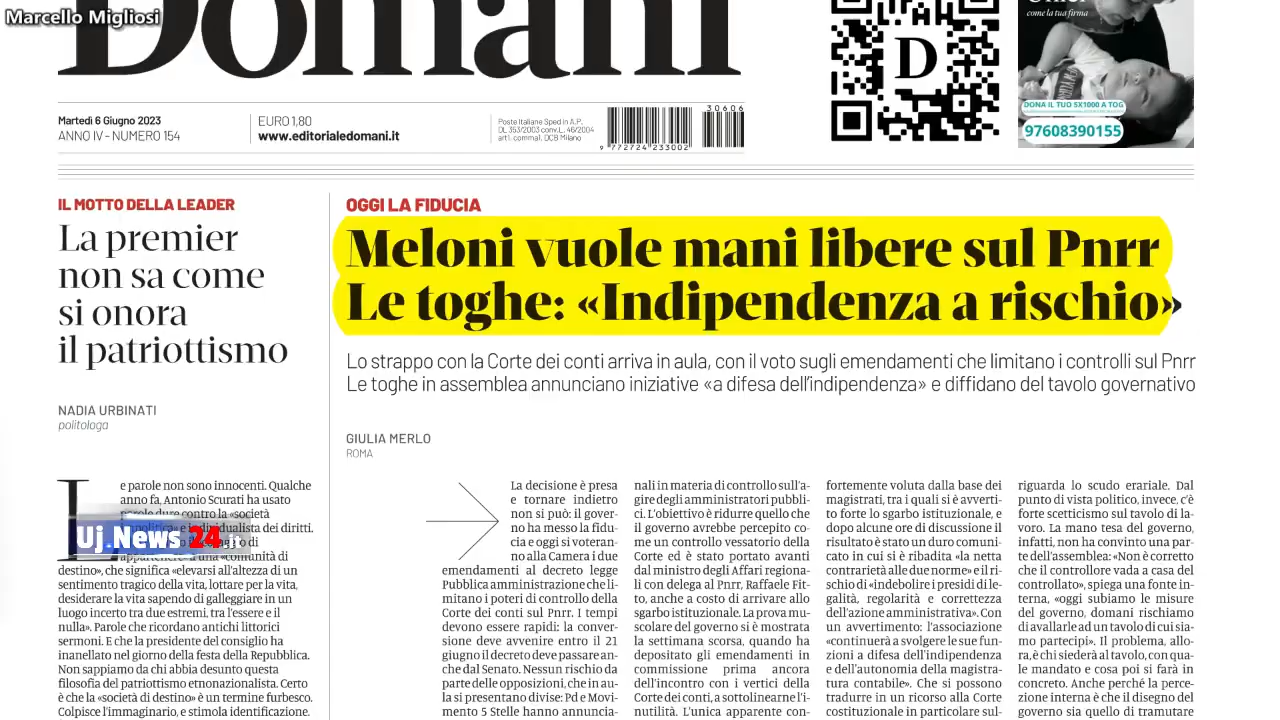 Marcello Migliosi
Domani
come la tua firma
DONA IL TUO 5X1000 A TOG
97608390155
D
Martedì 6 Giugno 2023
ANNO IV - NUMERO 154
EURO 1,80
www.editorialedomani.it
Poste Italiane Sped in A.P.
DL 353/2003 conv.L. 46/2004
art.1, comma1, DCB Milano
30606
9 772724 233002
IL MOTTO DELLA LEADER
La premier
non sa come
si onora
il patriottismo
NADIA URBINATI
politologa
Le parole non sono innocenti. Qualche
anno fa, Antonio Scurati ha usato
parole dure contro la «società
dualista dei diritti.
di
una «comunità di
destino», che significa «elevarsi all'altezza di un
sentimento tragico della vita, lottare per la vita,
desiderare la vita sapendo di galleggiare in un
luogo incerto tra due estremi, tra l'essere e il
nulla». Parole che ricordano antichi littorici
sermoni. E che la presidente del consiglio ha
inanellato nel giorno della festa della Repubblica.
Non sappiamo da chi abbia desunto questa
filosofia del patriottismo etnonazionalista. Certo
è che la «società di destino» è un termine furbesco.
Colpisce l'immaginario, e stimola identificazione.
Uj.News 24.it
OGGI LA FIDUCIA
Meloni vuole mani libere sul Pnrr
Le toghe: «Indipendenza a rischio»
Lo strappo con la Corte dei conti arriva in aula, con il voto sugli emendamenti che limitano i controlli sul Pnrr
Le toghe in assemblea annunciano iniziative «a difesa dell'indipendenza» e diffidano del tavolo governativo
GIULIA MERLO
ROMA
La decisione è presa
e tornare indietro
non si può: il gover-
no ha messo la fidu-
cia e oggi si voteran-
no alla Camera i due
emendamenti al decreto legge
Pubblica amministrazione che li-
mitano i poteri di controllo della
Corte dei conti sul Pnrr. I tempi
devono essere rapidi: la conver-
sione deve avvenire entro il 21
giugno il decreto deve passare an-
che dal Senato. Nessun rischio da
parte delle opposizioni, che in au-
la si presentano divise: Pd e Movi-
mento 5 Stelle hanno annuncia-
nali in materia di controllo sull'a-
gire degli amministratori pubbli-
ci. L'obiettivo è ridurre quello che
il governo avrebbe percepito co-
me un controllo vessatorio della
Corte ed è stato portato avanti
dal ministro degli Affari regiona-
li con delega al Pnrr, Raffaele Fit-
to, anche a costo di arrivare allo
sgarbo istituzionale. La prova mu-
scolare del governo si è mostrata
la settimana scorsa, quando ha
depositato gli emendamenti in
commissione prima ancora
dell'incontro con i vertici della
Corte dei conti, a sottolinearne l'i-
nutilità. L'unica apparente con-
fortemente voluta dalla base dei
magistrati, tra i quali si è avverti-
to forte lo sgarbo istituzionale, e
dopo alcune ore di discussione il
risultato è stato un duro comuni-
cato in cui si è ribadita «la netta
contrarietà alle due norme» e il ri-
schio di «indebolire i presidi di le-
galità, regolarità e correttezza
dell'azione amministrativa». Con
un avvertimento: l'associazione
«continuerà a svolgere le sue fun-
zioni a difesa dell'indipendenza
e dell'autonomia della magistra-
tura contabile». Che si possono
tradurre in un ricorso alla Corte
costituzionale in particolare sul-
riguarda lo scudo erariale. Dal
punto di vista politico, invece, c'è
forte scetticismo sul tavolo di la-
voro. La mano tesa del governo,
infatti, non ha convinto una par-
te dell'assemblea: «Non è corretto
che il controllore vada a casa del
controllato», spiega una fonte in-
terna, «oggi subiamo le misure
del governo, domani rischiamo
di avallarle ad un tavolo di cui sia-
mo partecipi». Il problema, allo-
ra, è chi siederà al tavolo, con qua-
le mandato e cosa poi si farà in
concreto. Anche perché la perce-
zione interna è che il disegno del
governo sia quello di tramutare